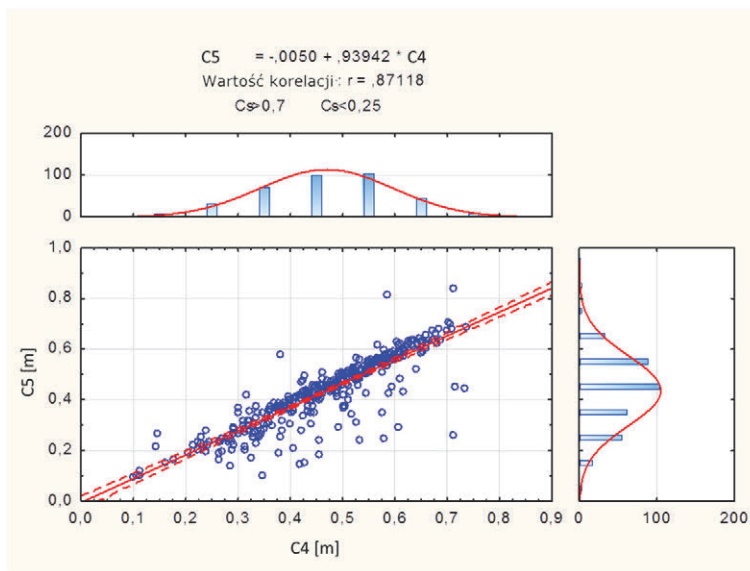 C5 = -,0050 + ,93942 * C4
Wartość korelacji : r = ,87118
Cs>0,7 Cs<0,25
200
100
0
1,0
0,8
0,6
0,4
0,2
0,0
C5 [m]
0,0 0,1 0,2 0,3 0,4 0,5 0,6 0,7 0,8 0,9
C4 [m]
0 100 200